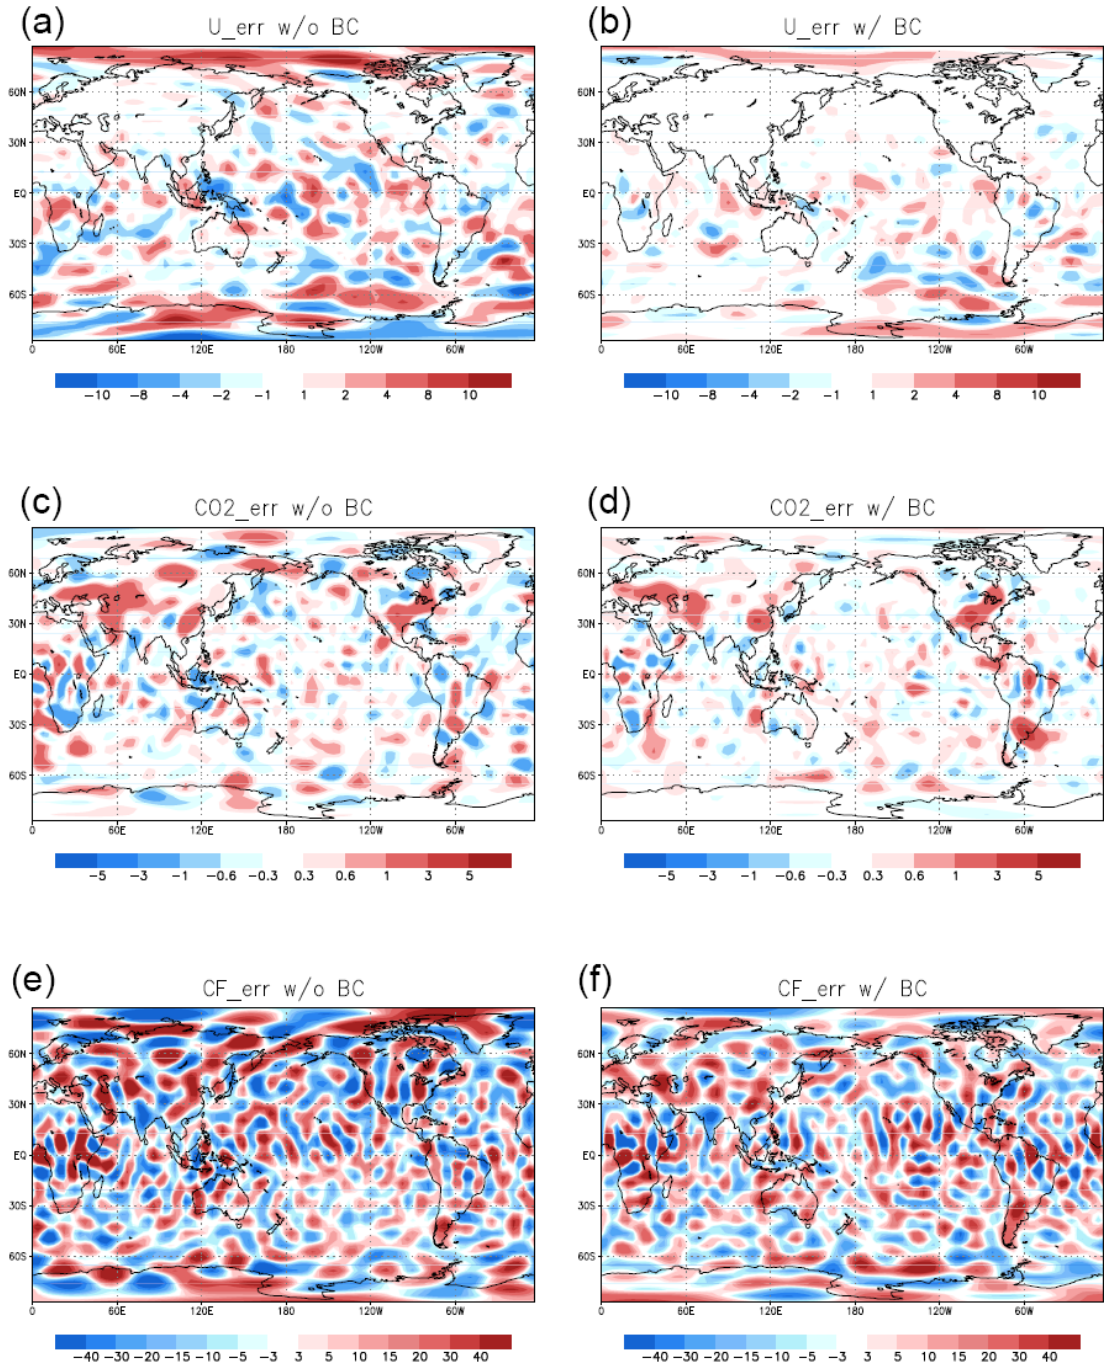 (a) U_err w/o BC
60N
30N
EQ
30S
60S
0 60E 120E 180 120W 60W
-10 -8 -4 -2 -1 1 2 4 8 10
(b) U_err w/ BC
60N
30N
EQ
30S
60S
0 60E 120E 180 120W 60W
-10 -8 -4 -2 -1 1 2 4 8 10
(c) CO2_err w/o BC
60N
30N
EQ
30S
60S
0 60E 120E 180 120W 60W
-5 -3 -1 -0.6 -0.3 0.3 0.6 1 3 5
(d) CO2_err w/ BC
60N
30N
EQ
30S
60S
0 60E 120E 180 120W 60W
-5 -3 -1 -0.6 -0.3 0.3 0.6 1 3 5
(e) CF_err w/o BC
60N
30N
EQ
30S
60S
0 60E 120E 180 120W 60W
-40 -30 -20 -15 -10 -5 -3 3 5 10 15 20 30 40
(f) CF_err w/ BC
60N
30N
EQ
30S
60S
0 60E 120E 180 120W 60W
-40 -30 -20 -15 -10 -5 -3 3 5 10 15 20 30 40